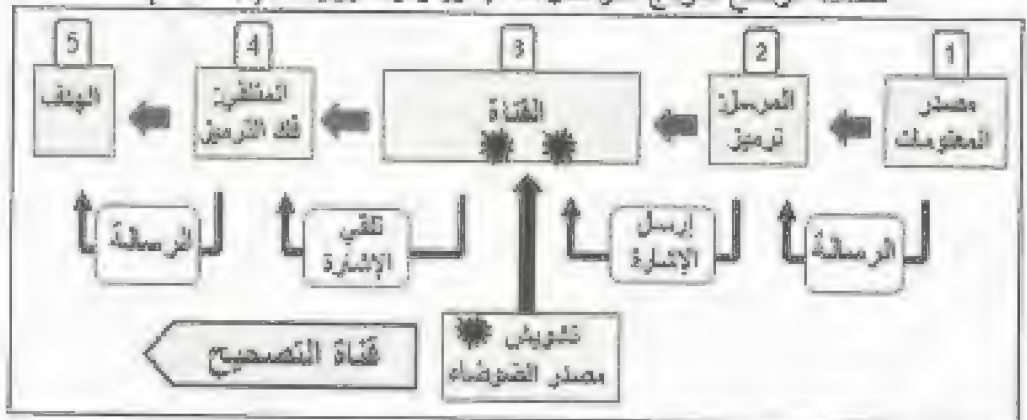 1
مصدر
المعلومات
2
المرسل
ترميز
3
القناة
4
المتلقي
فك الترميز
5
الهدف
الرسالة
إرسال
الإشارة
تلقي
الإشارة
الرسالة
تشويش
مصدر الضوضاء
قناة التصحيح